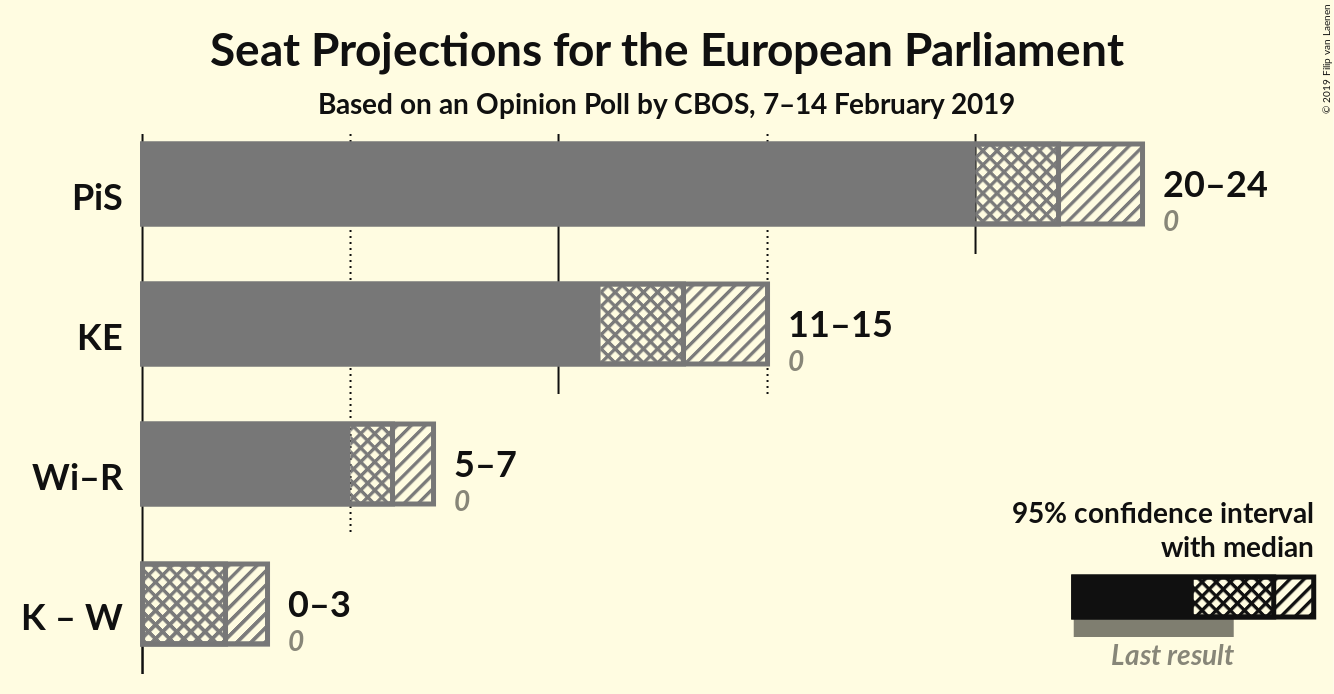 Seat Projections for the European Parliament
Based on an Opinion Poll by CBOS, 7–14 February 2019
© 2019 Filip van Laenen
PiS
20–24
0
KE
11–15
0
Wi–R
5–7
0
K – W
0–3
0
95% confidence interval
with median
Last result